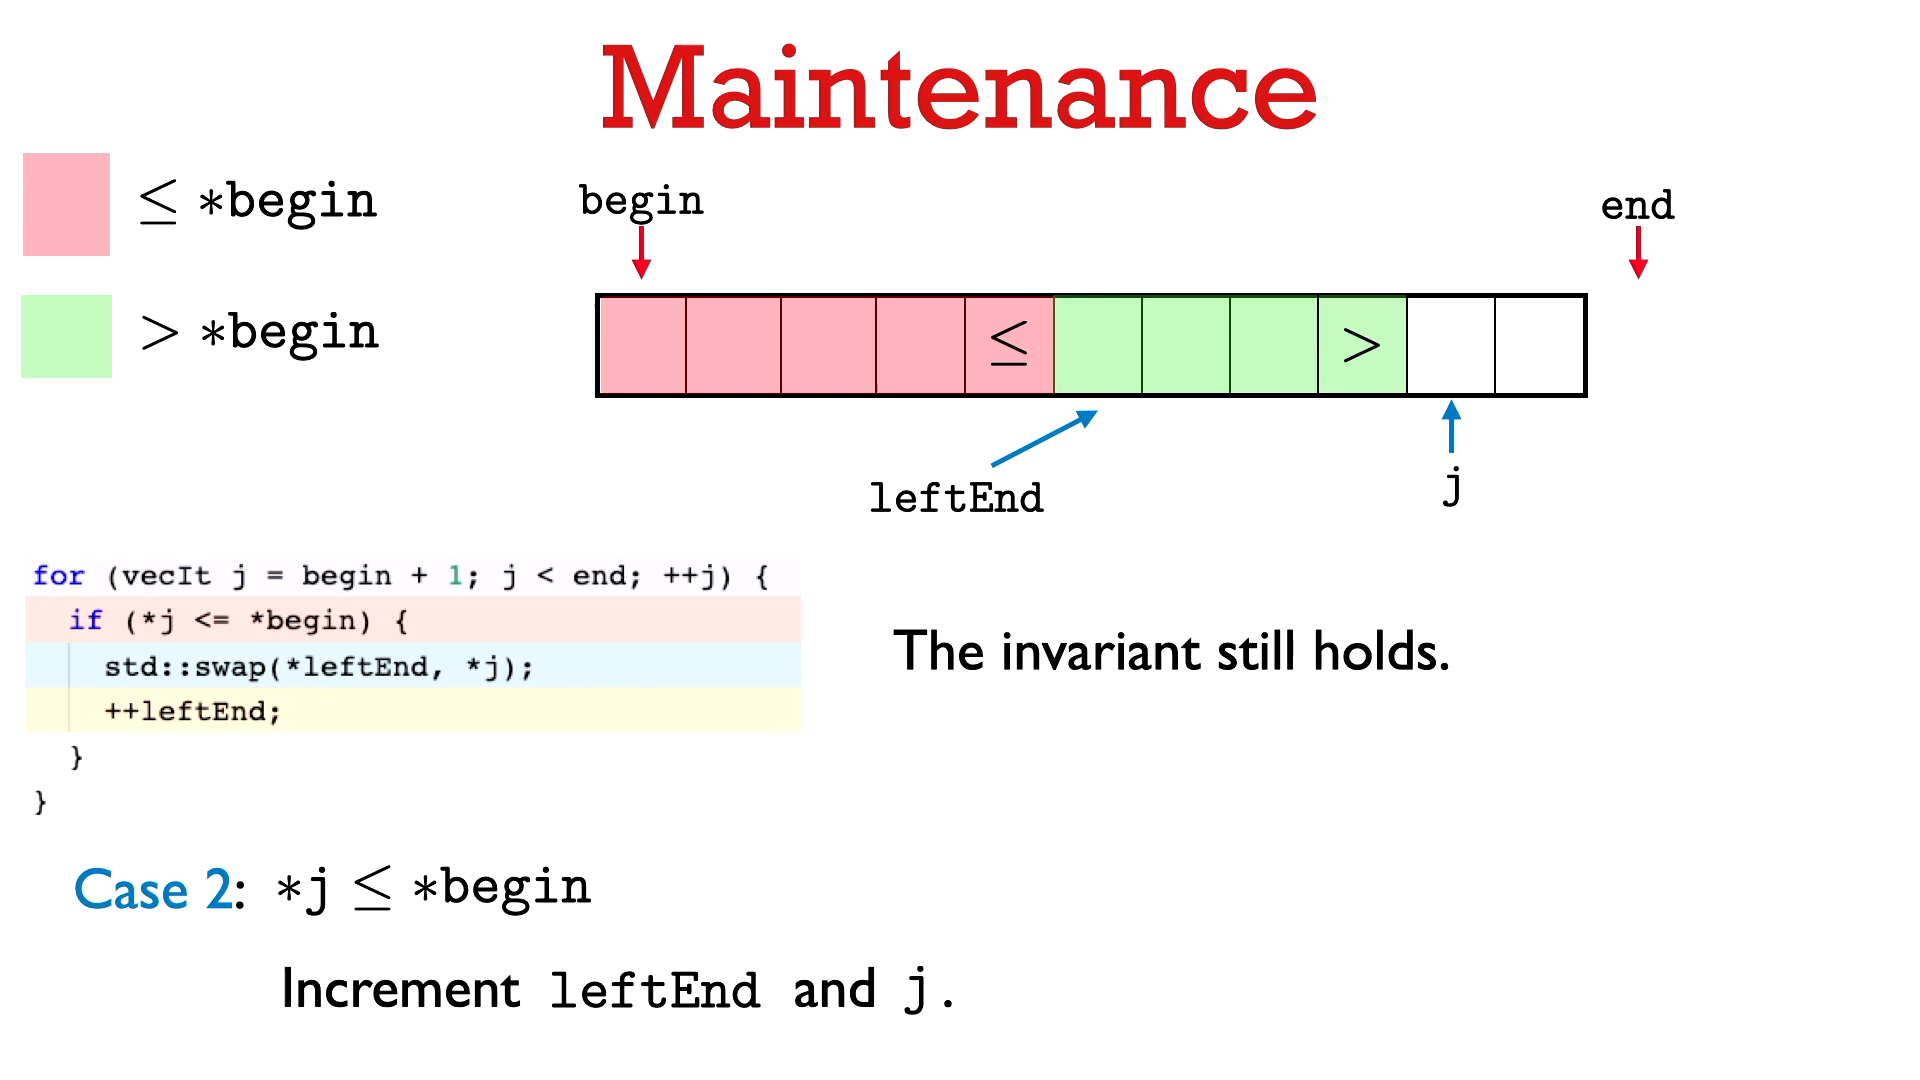 Maintenance
≤ *begin
> *begin
begin
end
≤
>
leftEnd
j
for (vecIt j = begin + 1; j < end; ++j) {
  if (*j <= *begin) {
    std::swap(*leftEnd, *j);
    ++leftEnd;
  }
}
The invariant still holds.
Case 2: *j ≤ *begin
Increment leftEnd and j.